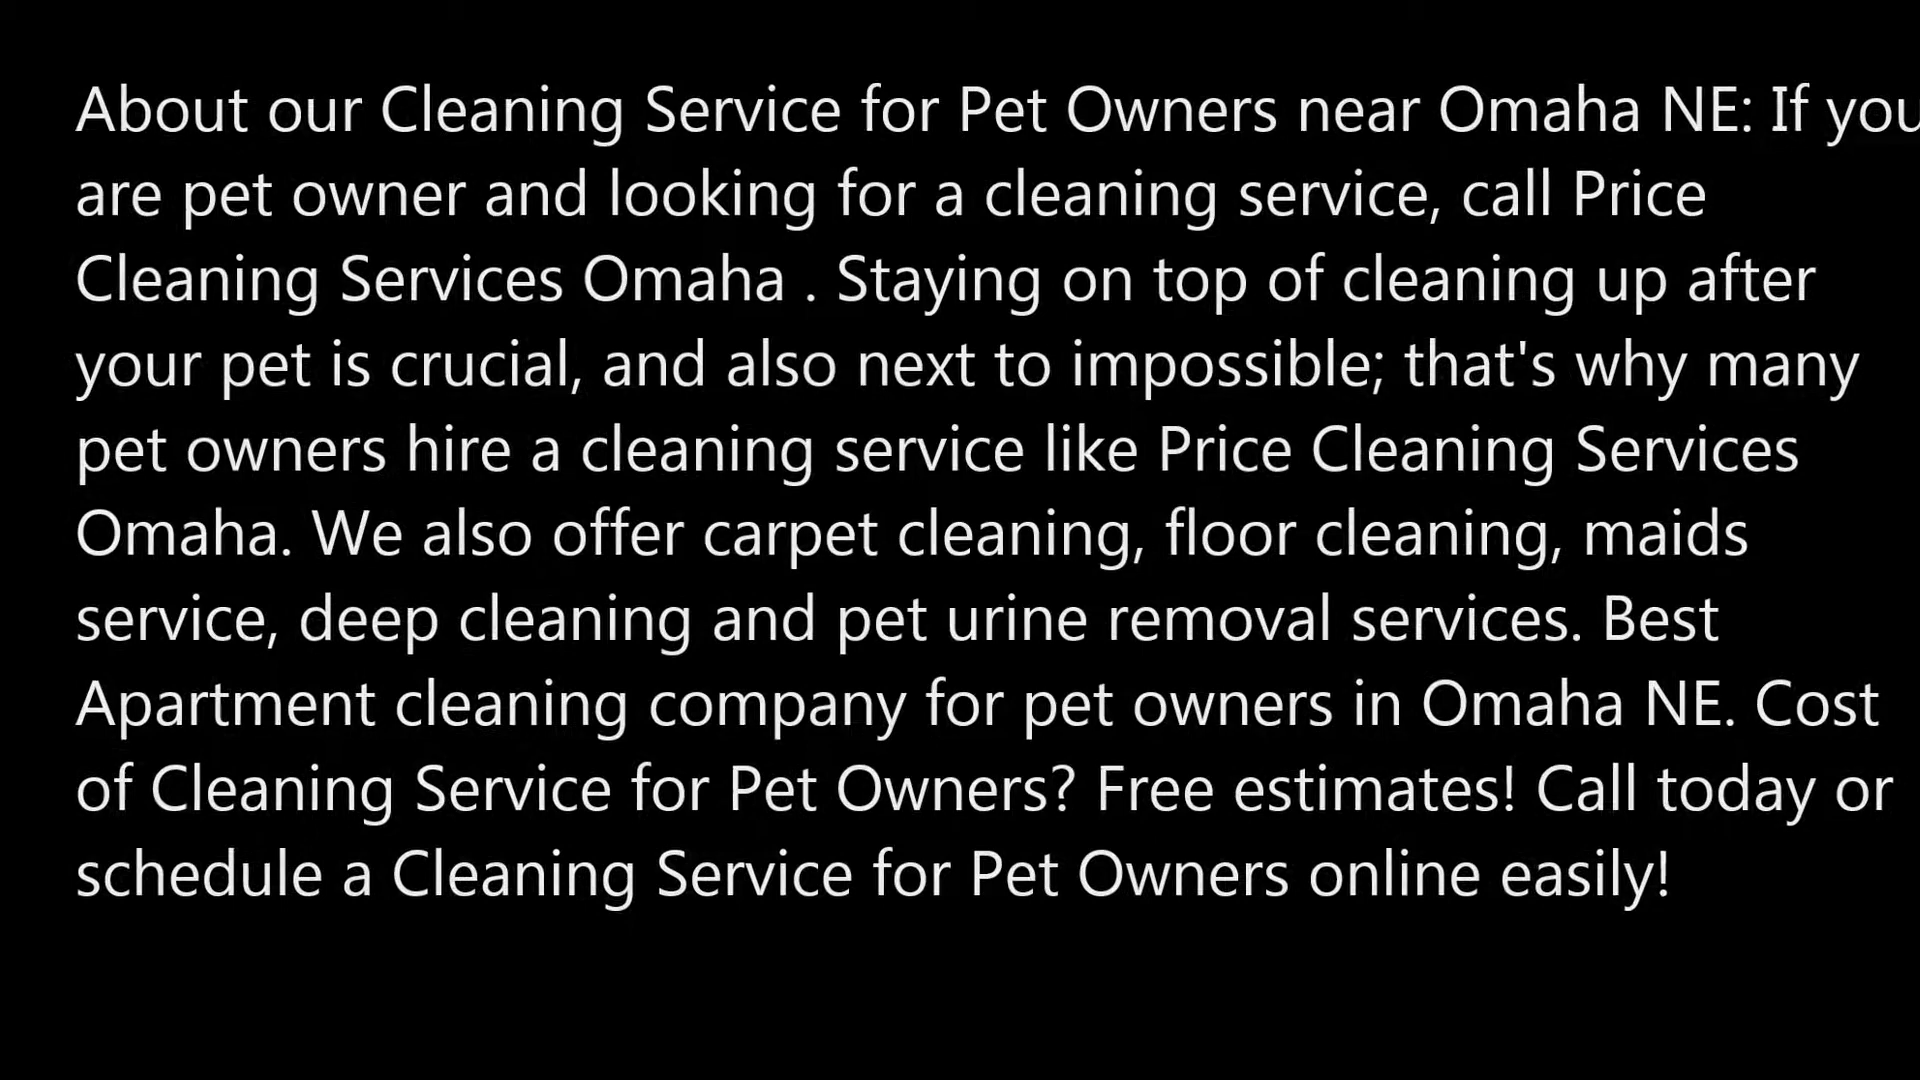 About our Cleaning Service for Pet Owners near Omaha NE: If you
are pet owner and looking for a cleaning service, call Price
Cleaning Services Omaha . Staying on top of cleaning up after
your pet is crucial, and also next to impossible; that's why many
pet owners hire a cleaning service like Price Cleaning Services
Omaha. We also offer carpet cleaning, floor cleaning, maids
service, deep cleaning and pet urine removal services. Best
Apartment cleaning company for pet owners in Omaha NE. Cost
of Cleaning Service for Pet Owners? Free estimates! Call today or
schedule a Cleaning Service for Pet Owners online easily!